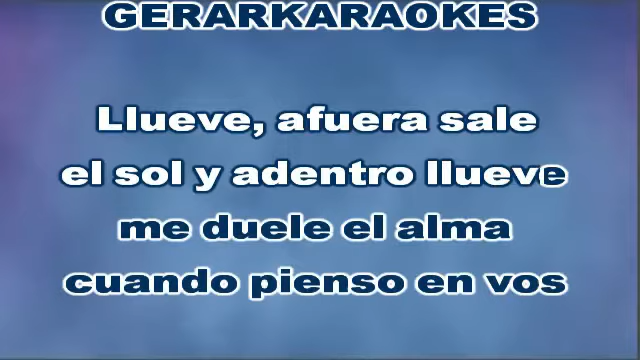 GERARKARAOKES
Llueve, afuera sale
el sol y adentro llueve
me duele el alma
cuando pienso en vos